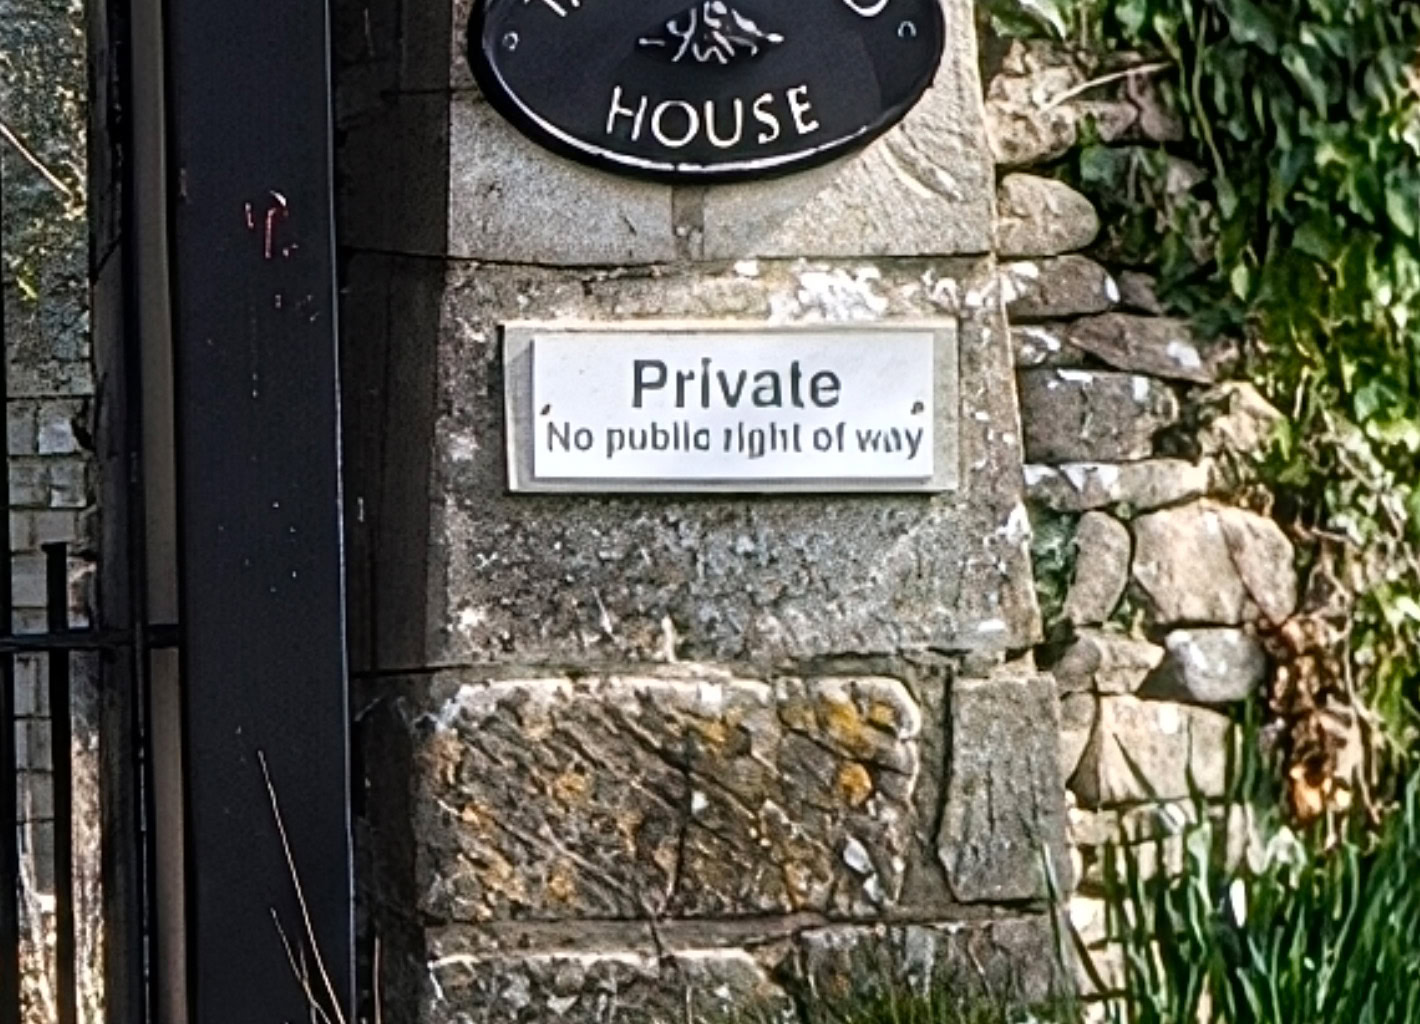 HOUSE
Private
No public right of way